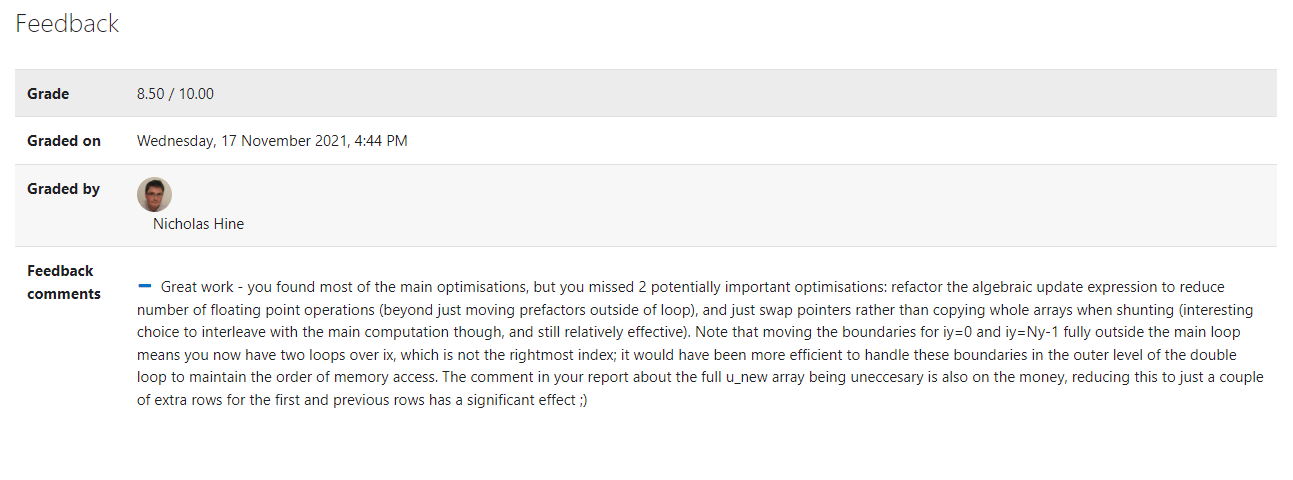 Feedback
Grade 8.50 / 10.00
Graded on Wednesday, 17 November 2021, 4:44 PM
Graded by
Nicholas Hine
Feedback
comments
Great work - you found most of the main optimisations, but you missed 2 potentially important optimisations: refactor the algebraic update expression to reduce
number of floating point operations (beyond just moving prefactors outside of loop), and just swap pointers rather than copying whole arrays when shunting (interesting
choice to interleave with the main computation though, and still relatively effective). Note that moving the boundaries for iy=0 and iy=Ny-1 fully outside the main loop
means you now have two loops over ix, which is not the rightmost index; it would have been more efficient to handle these boundaries in the outer level of the double
loop to maintain the order of memory access. The comment in your report about the full u_new array being uneccesary is also on the money, reducing this to just a couple
of extra rows for the first and previous rows has a significant effect ;)